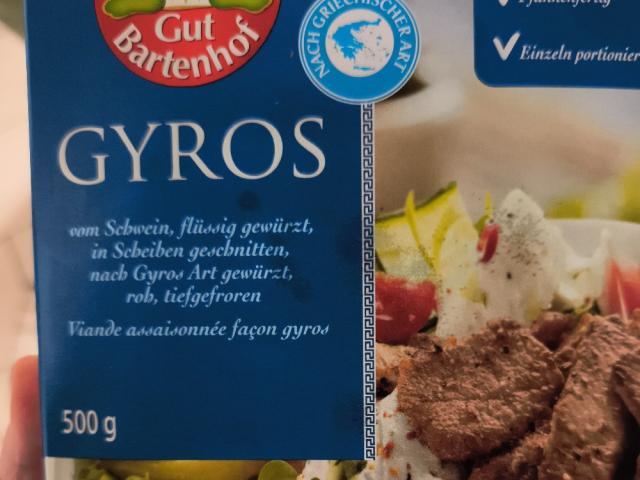 Gut
Bartenhof
NACH GRIECHISCHER ART
Pfannenfertig
Einzeln portionier
GYROS
vom Schwein, flüssig gewürzt,
in Scheiben geschnitten,
nach Gyros Art gewürzt,
roh, tiefgefroren
Viande assaisonnée façon gyros
500 g